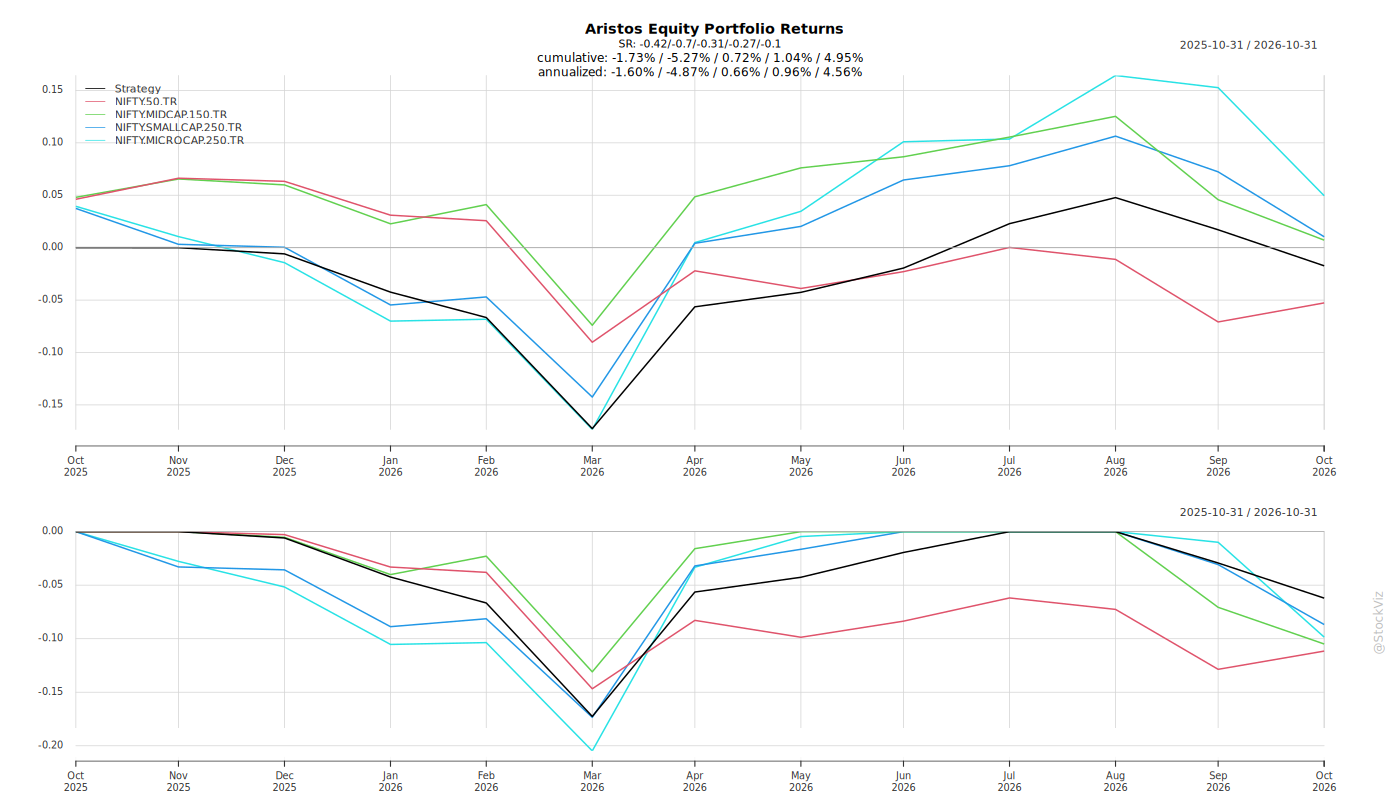 Aristos Equity Portfolio Returns
SR: -0.42/-0.7/-0.31/-0.27/-0.1
cumulative: -1.73% / -5.27% / 0.72% / 1.04% / 4.95%
annualized: -1.60% / -4.87% / 0.66% / 0.96% / 4.56%
2025-10-31 / 2026-10-31
Strategy
NIFTY.50.TR
NIFTY.MIDCAP.150.TR
NIFTY.SMALLCAP.250.TR
NIFTY.MICROCAP.250.TR
0.15
0.10
0.05
0.00
-0.05
-0.10
-0.15
Oct Nov Dec Jan Feb Mar Apr May Jun Jul Aug Sep Oct
2025 2025 2025 2026 2026 2026 2026 2026 2026 2026 2026 2026 2026
2025-10-31 / 2026-10-31
0.00
-0.05
-0.10
-0.15
-0.20
Oct Nov Dec Jan Feb Mar Apr May Jun Jul Aug Sep Oct
2025 2025 2025 2026 2026 2026 2026 2026 2026 2026 2026 2026 2026
@StockViz